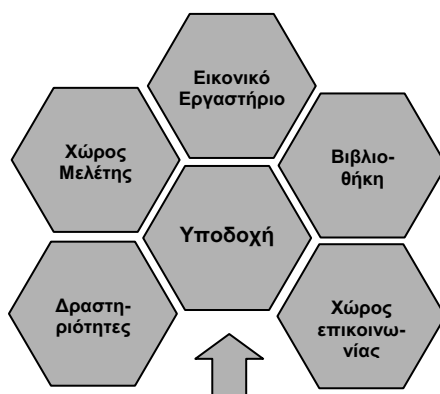 Εικονικό
Εργαστήριο
Χώρος
Μελέτης
Βιβλιο-
θήκη
Υποδοχή
Δραστη-
ριότητες
Χώρος
επικοινω-
νίας